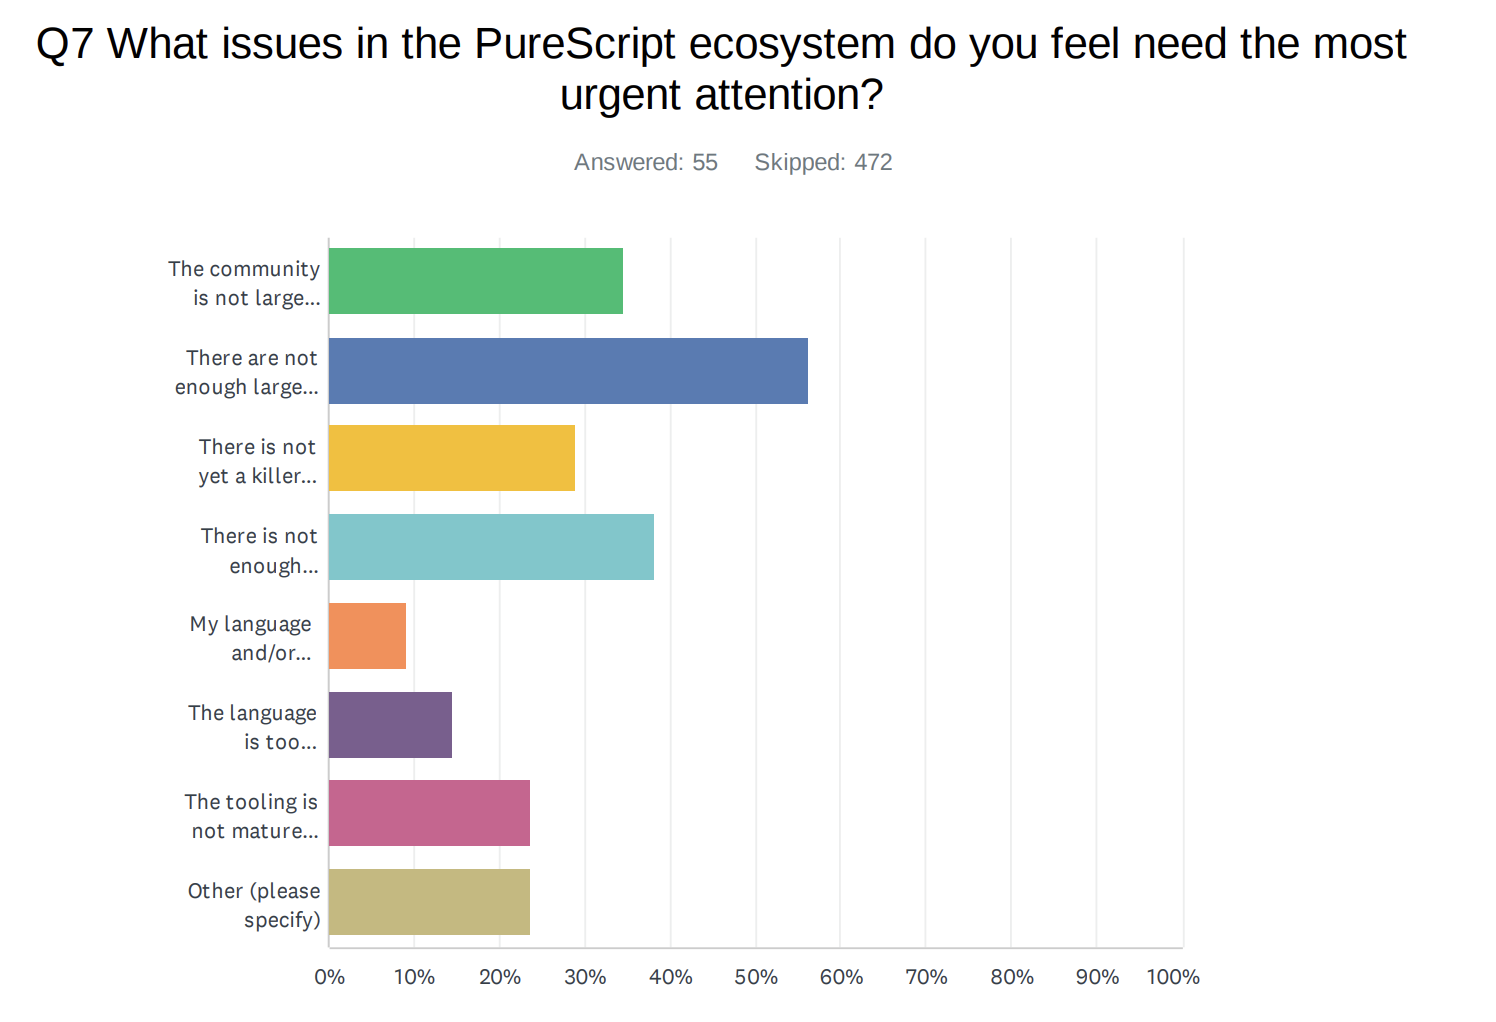 Q7 What issues in the PureScript ecosystem do you feel need the most
urgent attention?
Answered: 55 Skipped: 472
The community
is not large...
There are not
enough large...
There is not
yet a killer...
There is not
enough...
My language
and/or...
The language
is too...
The tooling is
not mature...
Other (please
specify)
0% 10% 20% 30% 40% 50% 60% 70% 80% 90% 100%